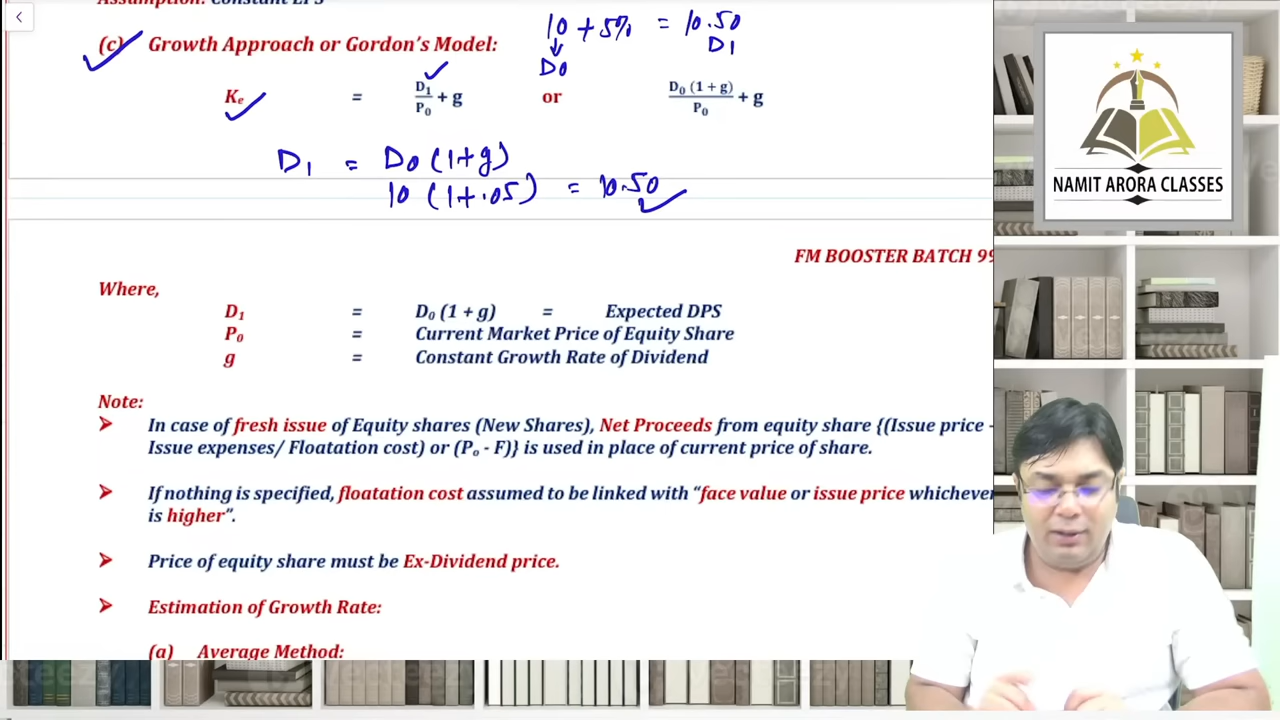 10 + 5% = 10.50
D0 D1
(c) Growth Approach or Gordon's Model:
Ke = D1/P0 + g or D0 (1 + g)/P0 + g
D1 = D0 (1+g)
10 (1+.05) = 10.50
NAMIT ARORA CLASSES
FM BOOSTER BATCH 99
Where,
D1 = D0 (1 + g) = Expected DPS
P0 = Current Market Price of Equity Share
g = Constant Growth Rate of Dividend
Note:
➤ In case of fresh issue of Equity shares (New Shares), Net Proceeds from equity share {(Issue price -
Issue expenses/ Floatation cost) or (Po - F)} is used in place of current price of share.
➤ If nothing is specified, floatation cost assumed to be linked with "face value or issue price whichever
is higher".
➤ Price of equity share must be Ex-Dividend price.
➤ Estimation of Growth Rate:
(a) Average Method: